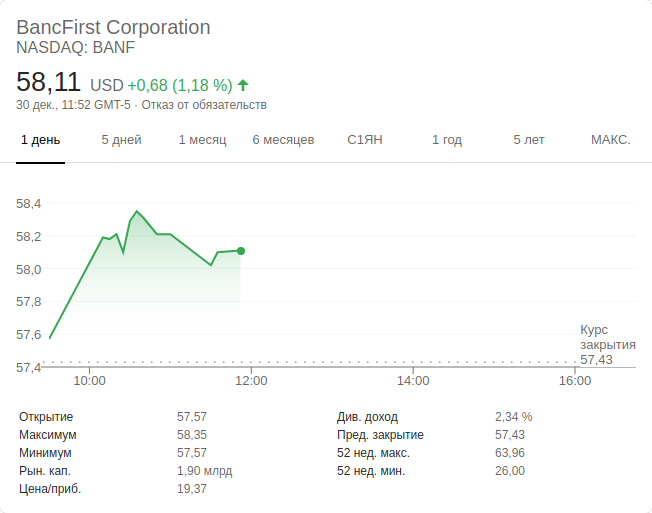 BancFirst Corporation
NASDAQ: BANF
58,11 USD +0,68 (1,18 %)
30 дек., 11:52 GMT-5 · Отказ от обязательств
1 день 5 дней 1 месяц 6 месяцев С1ЯН 1 год 5 лет МАКС.
58,4
58,2
58,0
57,8
57,6
57,4
Курс
закрытия
57,43
10:00 12:00 14:00 16:00
Открытие 57,57
Максимум 58,35
Минимум 57,57
Рын. кап. 1,90 млрд
Цена/приб. 19,37
Див. доход 2,34 %
Пред. закрытие 57,43
52 нед. макс. 63,96
52 нед. мин. 26,00